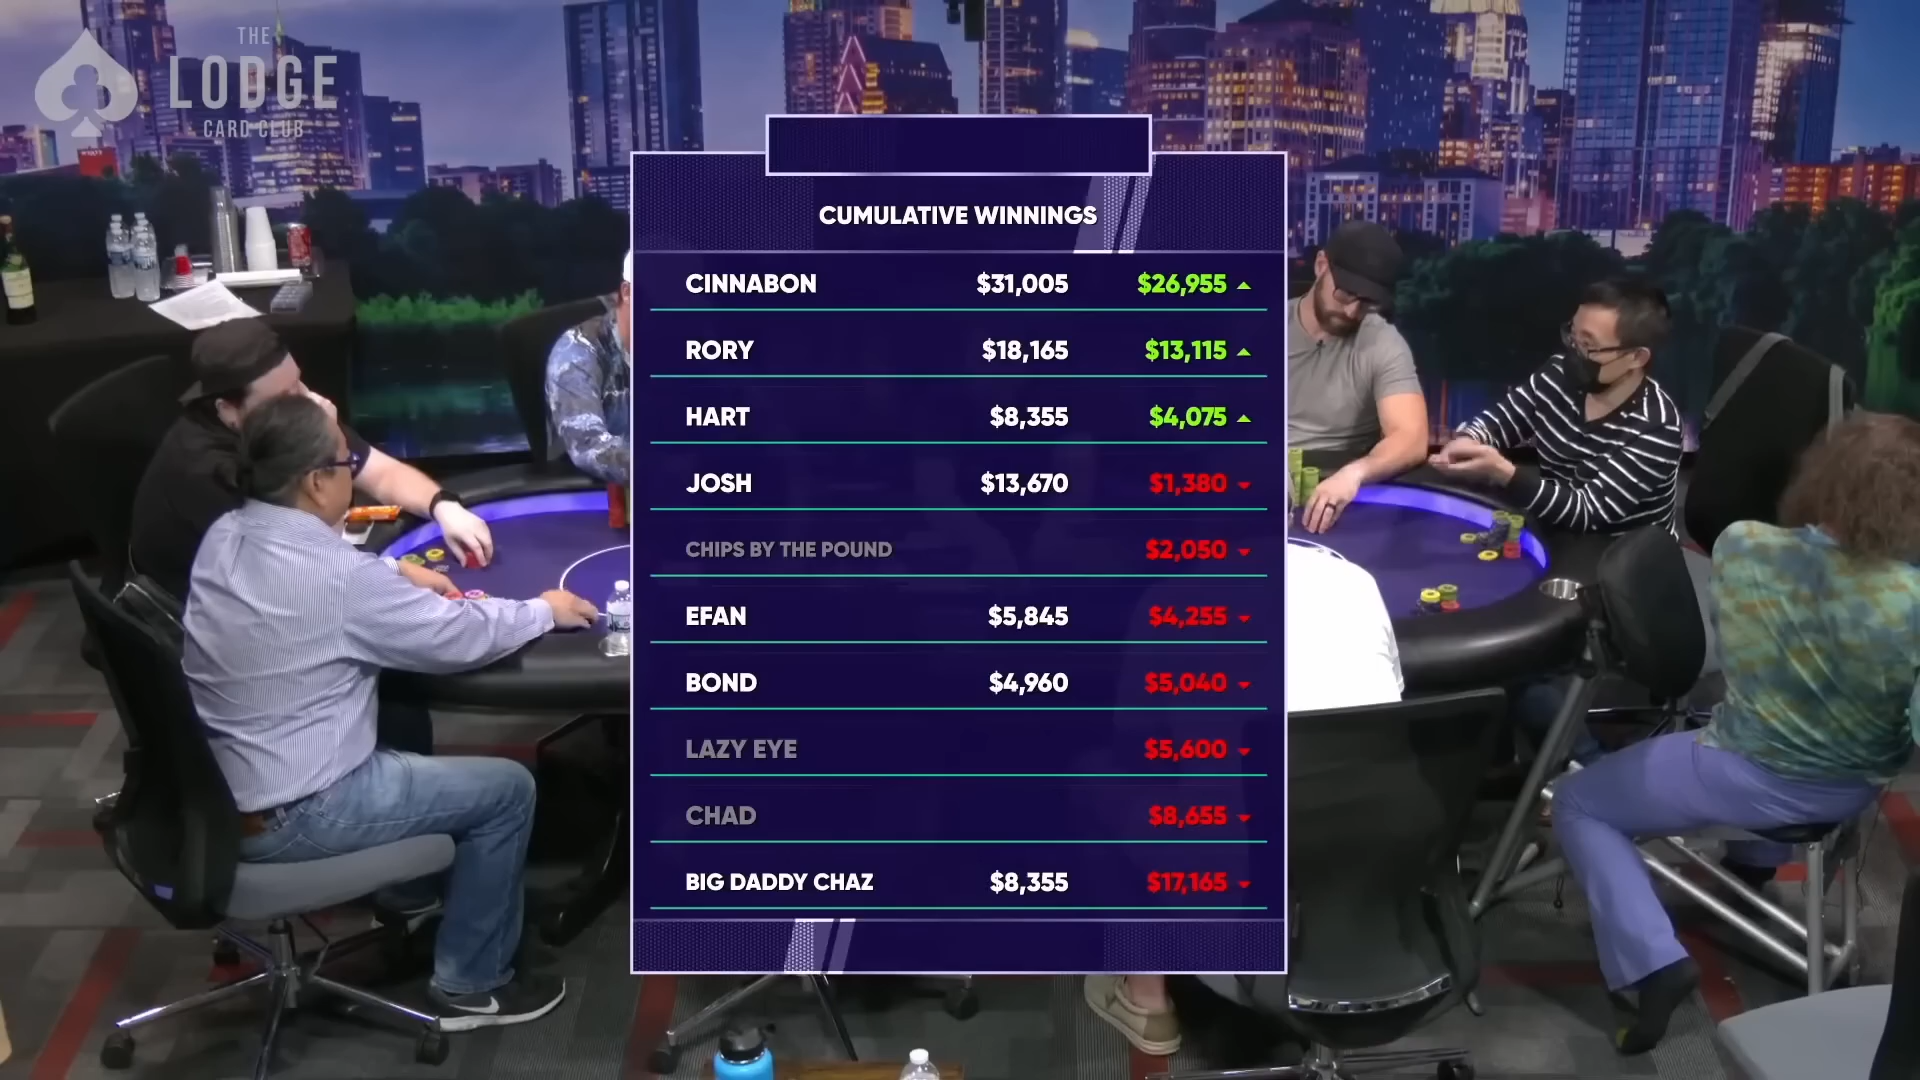 THE
LODGE
CARD CLUB
CUMULATIVE WINNINGS
CINNABON $31,005 $26,955
RORY $18,165 $13,115
HART $8,355 $4,075
JOSH $13,670 $1,380
CHIPS BY THE POUND $2,050
EFAN $5,845 $4,255
BOND $4,960 $5,040
LAZY EYE $5,600
CHAD $8,655
BIG DADDY CHAZ $8,355 $17,165